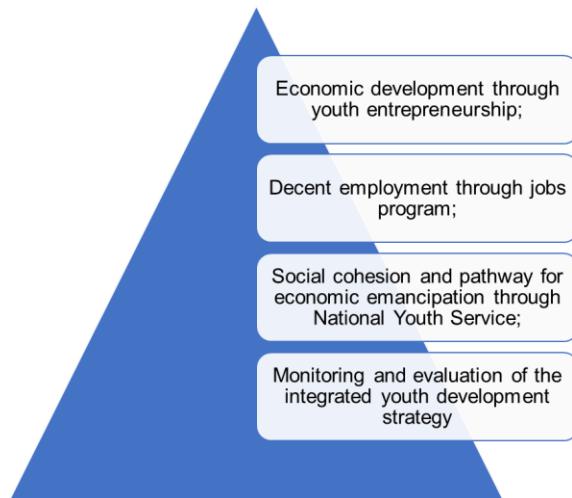 Economic development through
youth entrepreneurship;
Decent employment through jobs
program;
Social cohesion and pathway for
economic emancipation through
National Youth Service;
Monitoring and evaluation of the
integrated youth development
strategy